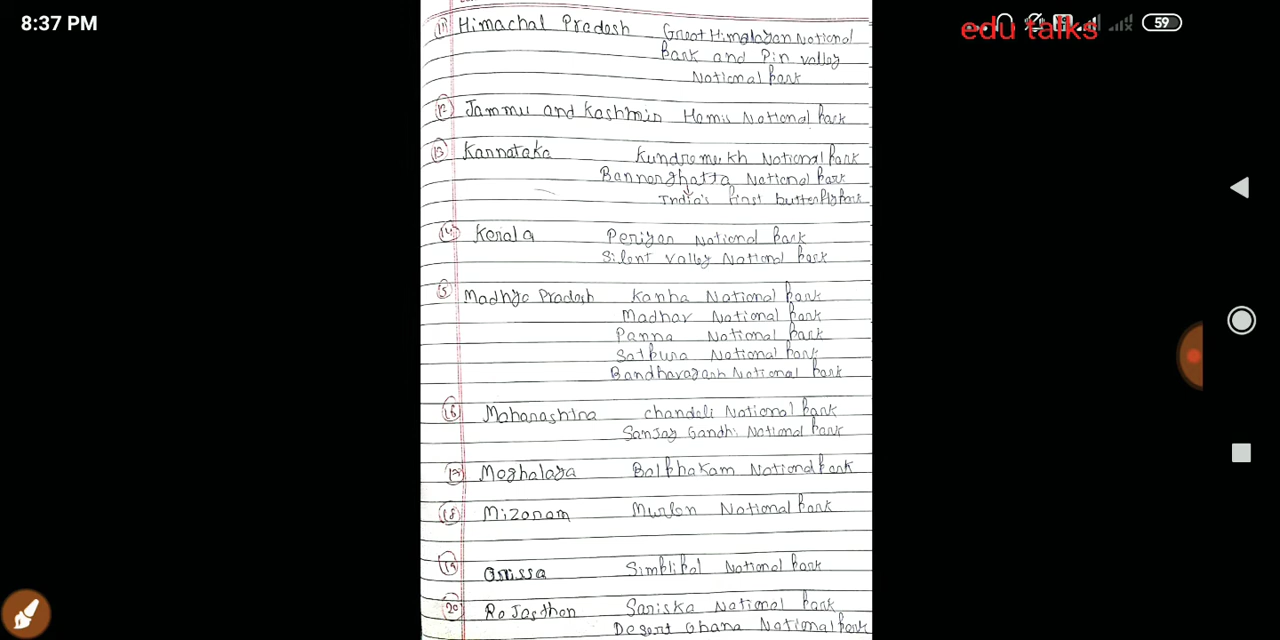 8:37 PM
edu talks
59
11 Himachal Pradesh Great Himalayan National
Park and Pin valley
National park
12 Jammu and Kashmir Hemis National Park
13 Karnataka Kundremukh National park
Bannerghatta National Park
India's first butterfly park
14 Kerala Periyar National Park
Silent Valley National Park
15 Madhya Pradesh Kanha National park
Madhav National park
Panna National park
Satpura National park
Bandhavagarh National park
16 Maharashtra chandeli National park
Sanjay Gandhi National park
17 Meghalaya Balphakam National park
18 Mizoram Murlen National park
19 Orissa Simplipal National park
20 Rajasthan Sariska National park
Desert Ghana National park